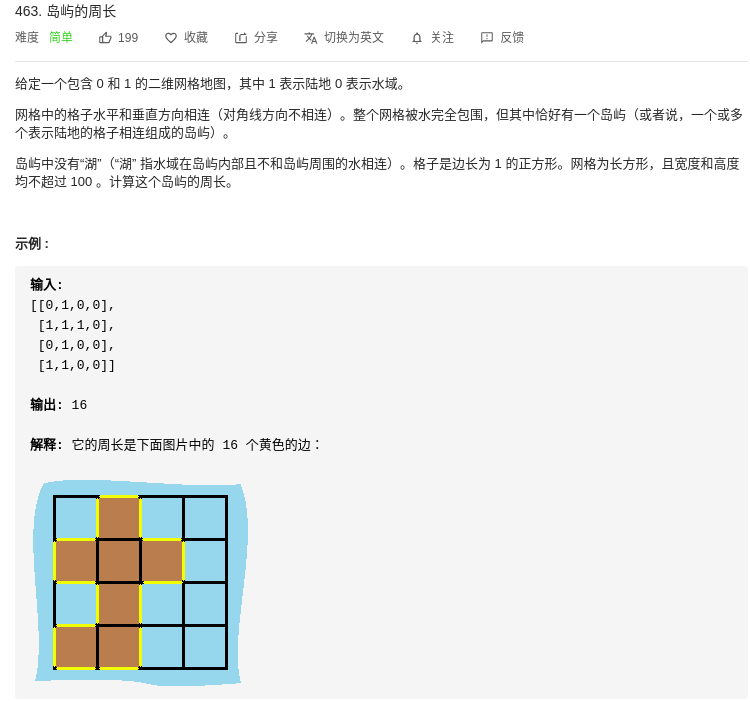 463. 岛屿的周长
难度 简单 199 收藏 分享 切换为英文 关注 反馈
给定一个包含 0 和 1 的二维网格地图，其中 1 表示陆地 0 表示水域。
网格中的格子水平和垂直方向相连（对角线方向不相连）。整个网格被水完全包围，但其中恰好有一个岛屿（或者说，一个或多
个表示陆地的格子相连组成的岛屿）。
岛屿中没有“湖”（“湖” 指水域在岛屿内部且不和岛屿周围的水相连）。格子是边长为 1 的正方形。网格为长方形，且宽度和高度
均不超过 100 。计算这个岛屿的周长。
示例 :
输入:
[[0,1,0,0],
[1,1,1,0],
[0,1,0,0],
[1,1,0,0]]
输出: 16
解释: 它的周长是下面图片中的 16 个黄色的边：